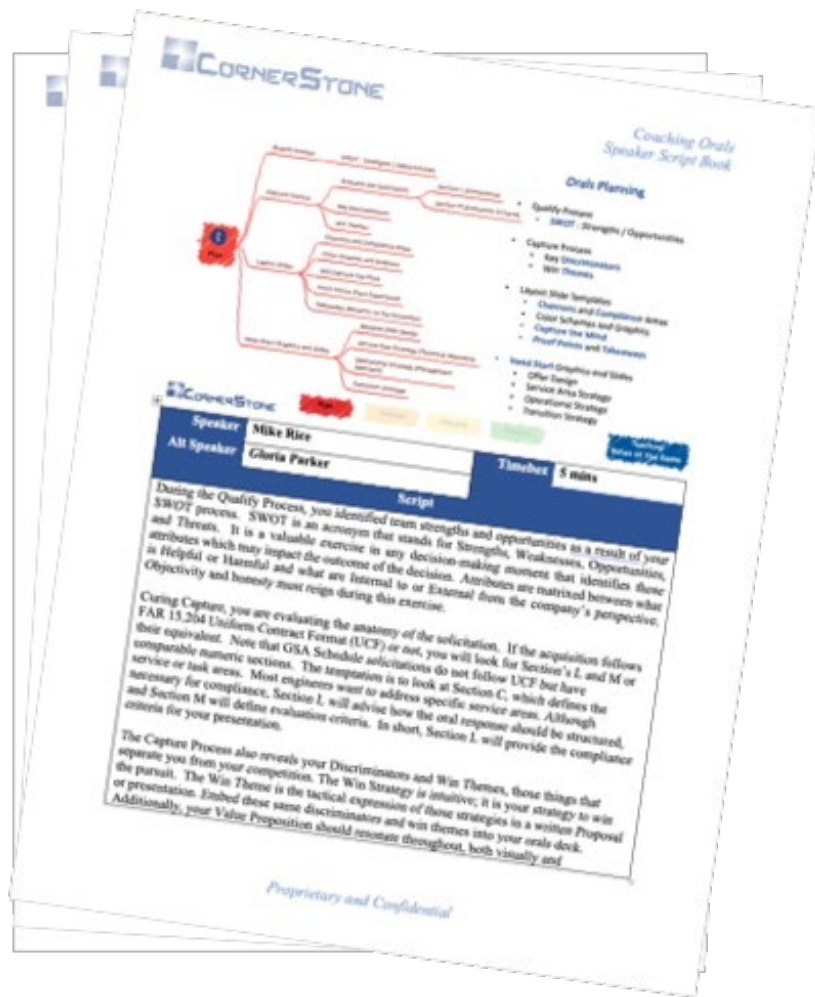 CORNERSTONE
Coaching Orals
Speaker Script Book
Orals Planning
• Qualify Process
• SWOT : Strengths / Opportunities
• Capture Process
• Key Discriminators
• Win Themes
• Layout Slide Templates
• Chevrons and Compliance Areas
• Color Schemes and Graphics
• Capture the Mind
• Proof Points and Takeaways
• Head Start Graphics and Slides
• Offer Design
• Service Area Strategy
• Operational Strategy
• Transition Strategy
CORNERSTONE
Plan
Speaker Mike Rice Timebox 5 mins
Alt Speaker Gloria Parker
Script
During the Qualify Process, you identified team strengths and opportunities as a result of your
SWOT process. SWOT is an acronym that stands for Strengths, Weaknesses, Opportunities,
and Threats. It is a valuable exercise in any decision-making moment that identifies those
attributes which may impact the outcome of the decision. Attributes are matrixed between what
is Helpful or Harmful and what are Internal to or External from the company's perspective.
Objectivity and honesty must reign during this exercise.
Curing Capture, you are evaluating the anatomy of the solicitation. If the acquisition follows
FAR 15.204 Uniform Contract Format (UCF) or not, you will look for Section's L and M or
their equivalent. Note that GSA Schedule solicitations do not follow UCF but have
comparable numeric sections. The temptation is to look at Section C, which defines the
service or task areas. Most engineers want to address specific service areas. Although
necessary for compliance, Section L will advise how the oral response should be structured,
and Section M will define evaluation criteria. In short, Section L will provide the compliance
criteria for your presentation.
The Capture Process also reveals your Discriminators and Win Themes, those things that
separate you from your competition. The Win Strategy is intuitive; it is your strategy to win
the pursuit. The Win Theme is the tactical expression of those strategies in a written Proposal
or presentation. Embed these same discriminators and win themes into your orals deck.
Additionally, your Value Proposition should resonate throughout, both visually and
Proprietary and Confidential